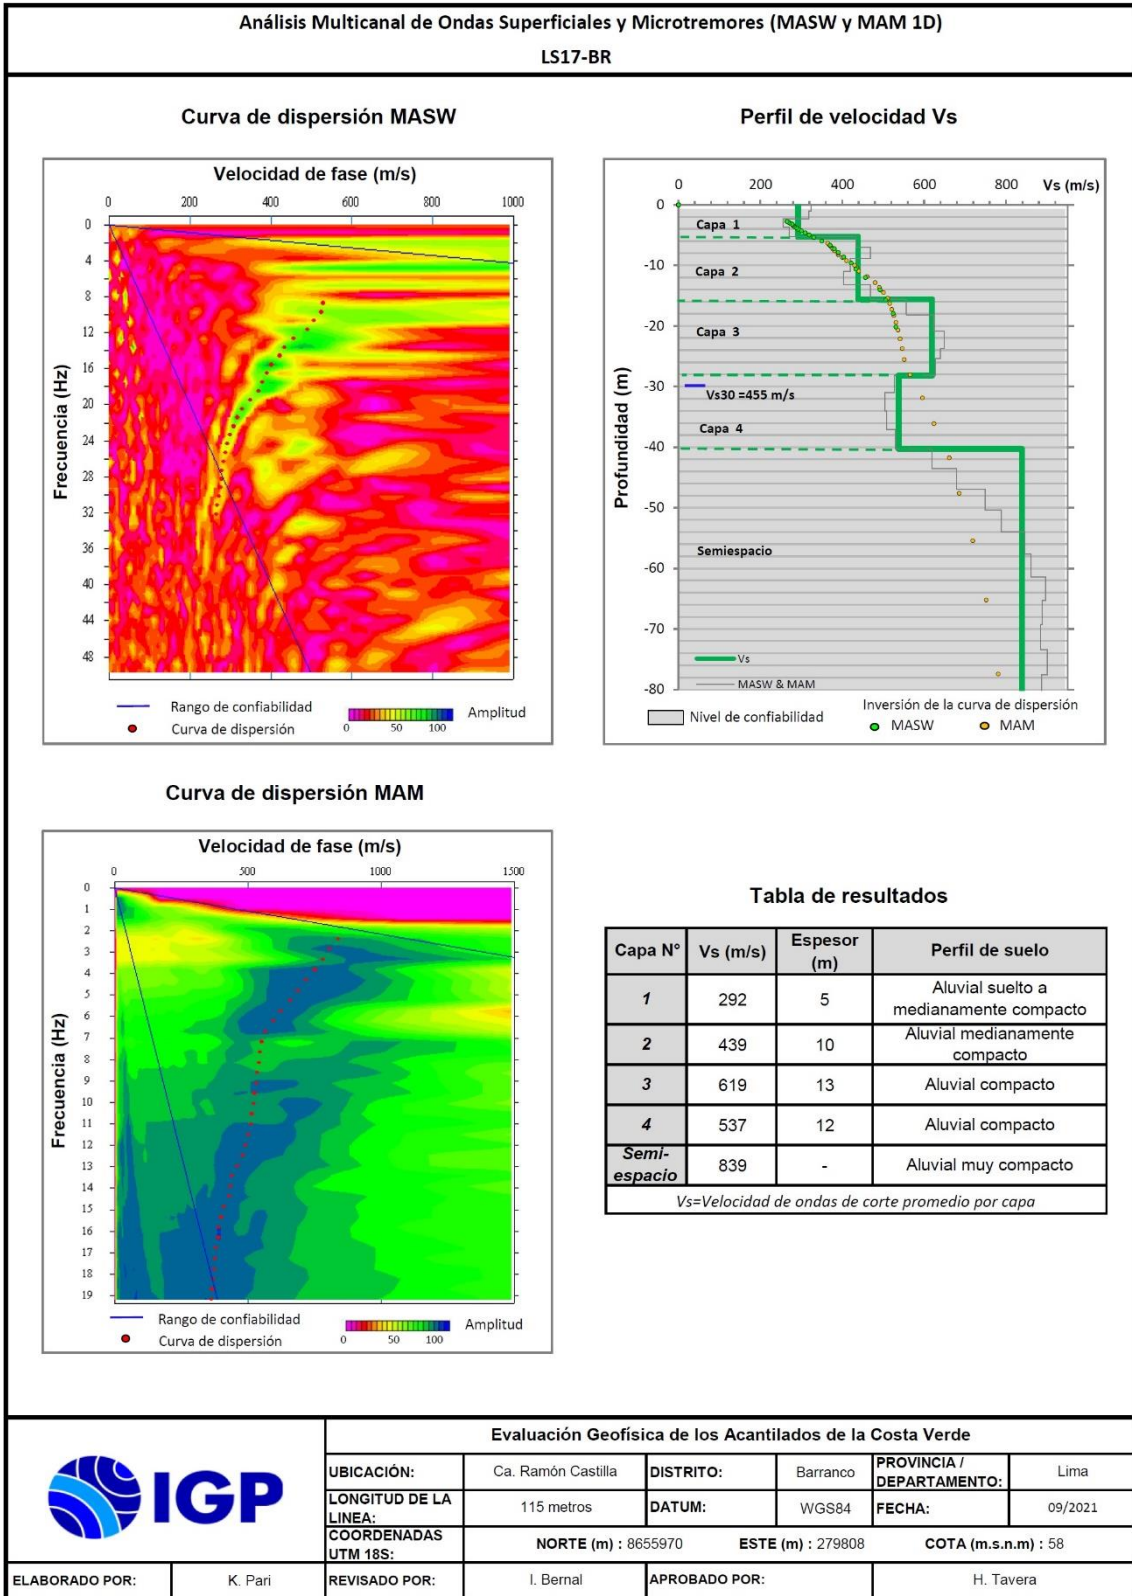 Análisis Multicanal de Ondas Superficiales y Microtremores (MASW y MAM 1D)
LS17-BR
Curva de dispersión MASW
Velocidad de fase (m/s)
0 200 400 600 800 1000
Frecuencia (Hz)
0
4
8
12
16
20
24
28
32
36
40
44
48
Rango de confiabilidad
Curva de dispersión
0 50 100
Amplitud
Perfil de velocidad Vs
0 200 400 600 800 Vs (m/s)
Profundidad (m)
0
-10
-20
-30
-40
-50
-60
-70
-80
Capa 1
Capa 2
Capa 3
Vs30 =455 m/s
Capa 4
Semiespacio
Vs
MASW & MAM
Nivel de confiabilidad
Inversión de la curva de dispersión
MASW MAM
Curva de dispersión MAM
Velocidad de fase (m/s)
0 500 1000 1500
Frecuencia (Hz)
0
1
2
3
4
5
6
7
8
9
10
11
12
13
14
15
16
17
18
19
Rango de confiabilidad
Curva de dispersión
0 50 100
Amplitud
Tabla de resultados
Capa N° Vs (m/s) Espesor (m) Perfil de suelo
1 292 5 Aluvial suelto a medianamente compacto
2 439 10 Aluvial medianamente compacto
3 619 13 Aluvial compacto
4 537 12 Aluvial compacto
Semi-espacio 839 - Aluvial muy compacto
Vs=Velocidad de ondas de corte promedio por capa
IGP
Evaluación Geofísica de los Acantilados de la Costa Verde
UBICACIÓN: Ca. Ramón Castilla DISTRITO: Barranco PROVINCIA / DEPARTAMENTO: Lima
LONGITUD DE LA LINEA: 115 metros DATUM: WGS84 FECHA: 09/2021
COORDENADAS UTM 18S: NORTE (m) : 8655970 ESTE (m) : 279808 COTA (m.s.n.m) : 58
ELABORADO POR: K. Pari REVISADO POR: I. Bernal APROBADO POR: H. Tavera